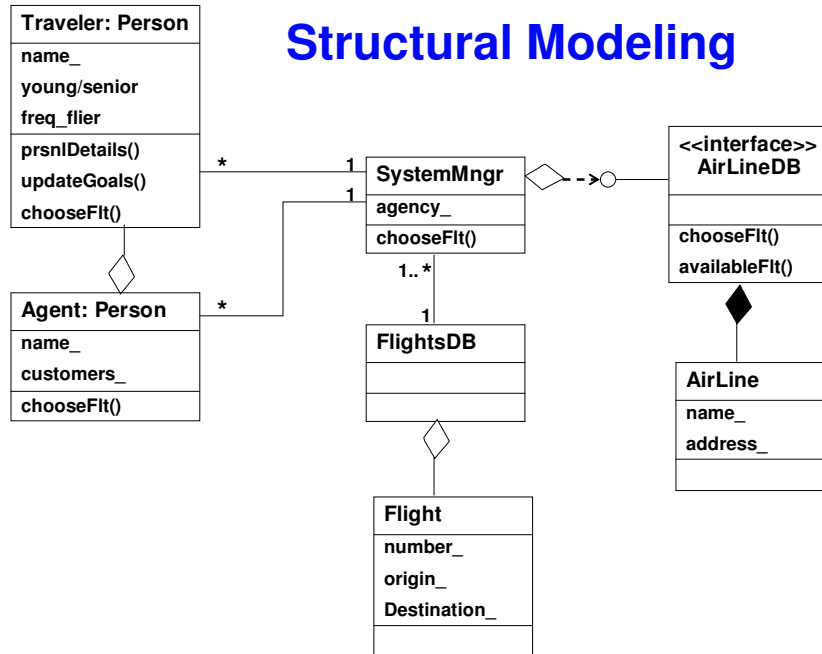 Structural Modeling
Traveler: Person
name_
young/senior
freq_flier
prsnlDetails()
updateGoals()
chooseFlt()
*
1
*
1
SystemMngr
agency_
chooseFlt()
1.. *
1
<<interface>>
AirLineDB
chooseFlt()
availableFlt()
Agent: Person
name_
customers_
chooseFlt()
FlightsDB
AirLine
name_
address_
Flight
number_
origin_
Destination_